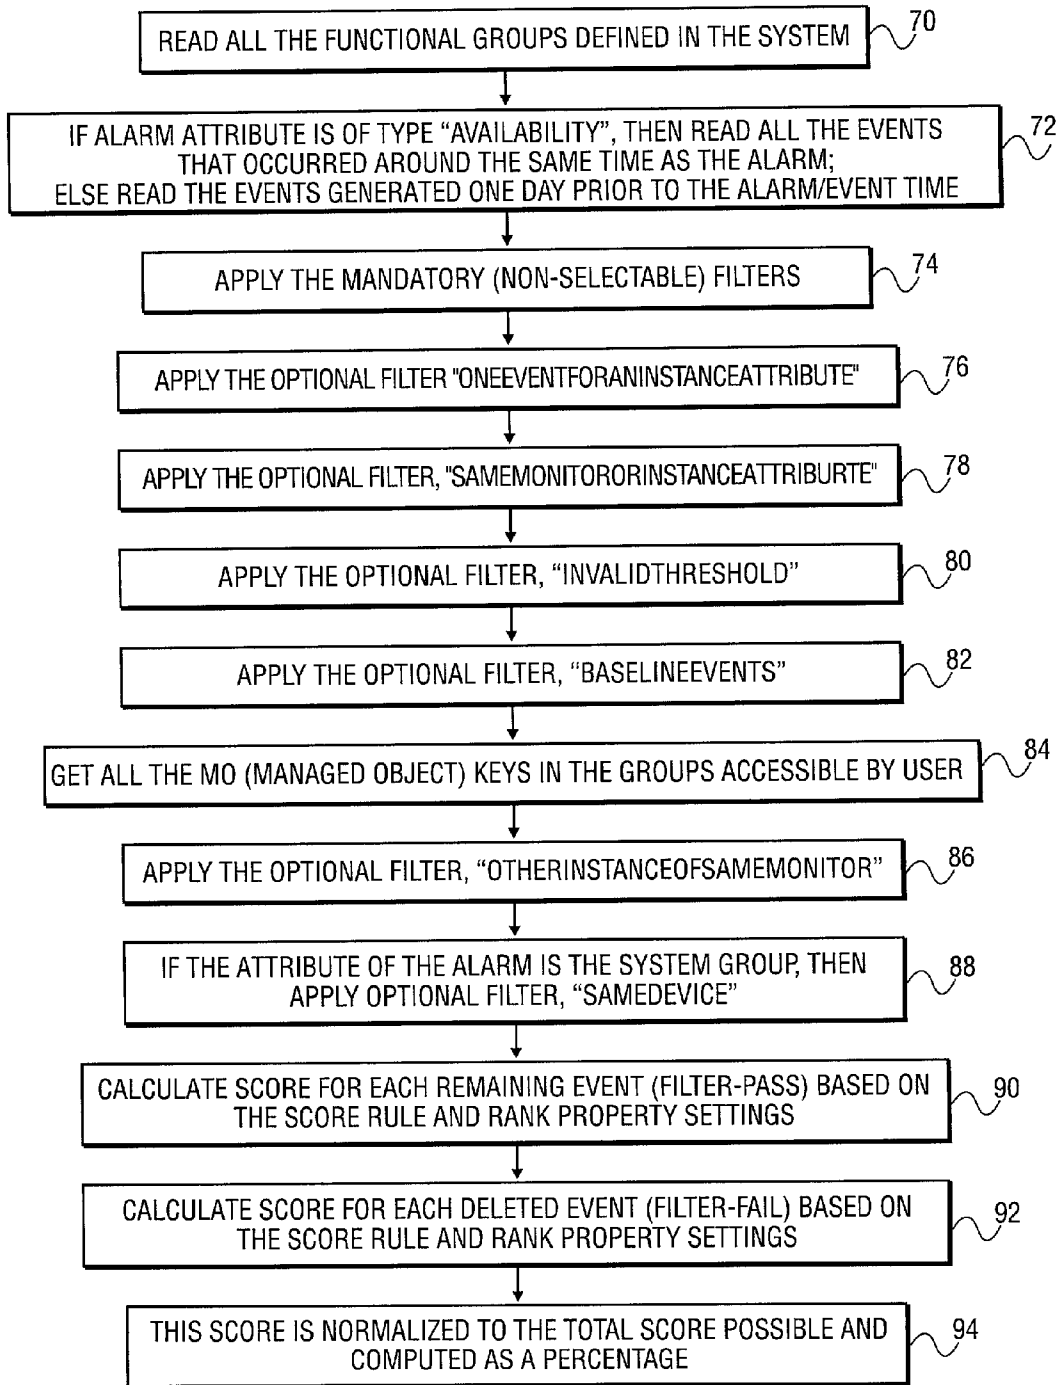 READ ALL THE FUNCTIONAL GROUPS DEFINED IN THE SYSTEM
70
IF ALARM ATTRIBUTE IS OF TYPE “AVAILABILITY”, THEN READ ALL THE EVENTS
THAT OCCURRED AROUND THE SAME TIME AS THE ALARM;
ELSE READ THE EVENTS GENERATED ONE DAY PRIOR TO THE ALARM/EVENT TIME
72
APPLY THE MANDATORY (NON-SELECTABLE) FILTERS
74
APPLY THE OPTIONAL FILTER "ONEEVENTFORANINSTANCEATTRIBUTE"
76
APPLY THE OPTIONAL FILTER, "SAMEMONITORORINSTANCEATTRIBURTE"
78
APPLY THE OPTIONAL FILTER, “INVALIDTHRESHOLD”
80
APPLY THE OPTIONAL FILTER, “BASELINEEVENTS”
82
GET ALL THE MO (MANAGED OBJECT) KEYS IN THE GROUPS ACCESSIBLE BY USER
84
APPLY THE OPTIONAL FILTER, “OTHERINSTANCEOFSAMEMONITOR”
86
IF THE ATTRIBUTE OF THE ALARM IS THE SYSTEM GROUP, THEN
APPLY OPTIONAL FILTER, “SAMEDEVICE”
88
CALCULATE SCORE FOR EACH REMAINING EVENT (FILTER-PASS) BASED ON
THE SCORE RULE AND RANK PROPERTY SETTINGS
90
CALCULATE SCORE FOR EACH DELETED EVENT (FILTER-FAIL) BASED ON
THE SCORE RULE AND RANK PROPERTY SETTINGS
92
THIS SCORE IS NORMALIZED TO THE TOTAL SCORE POSSIBLE AND
COMPUTED AS A PERCENTAGE
94